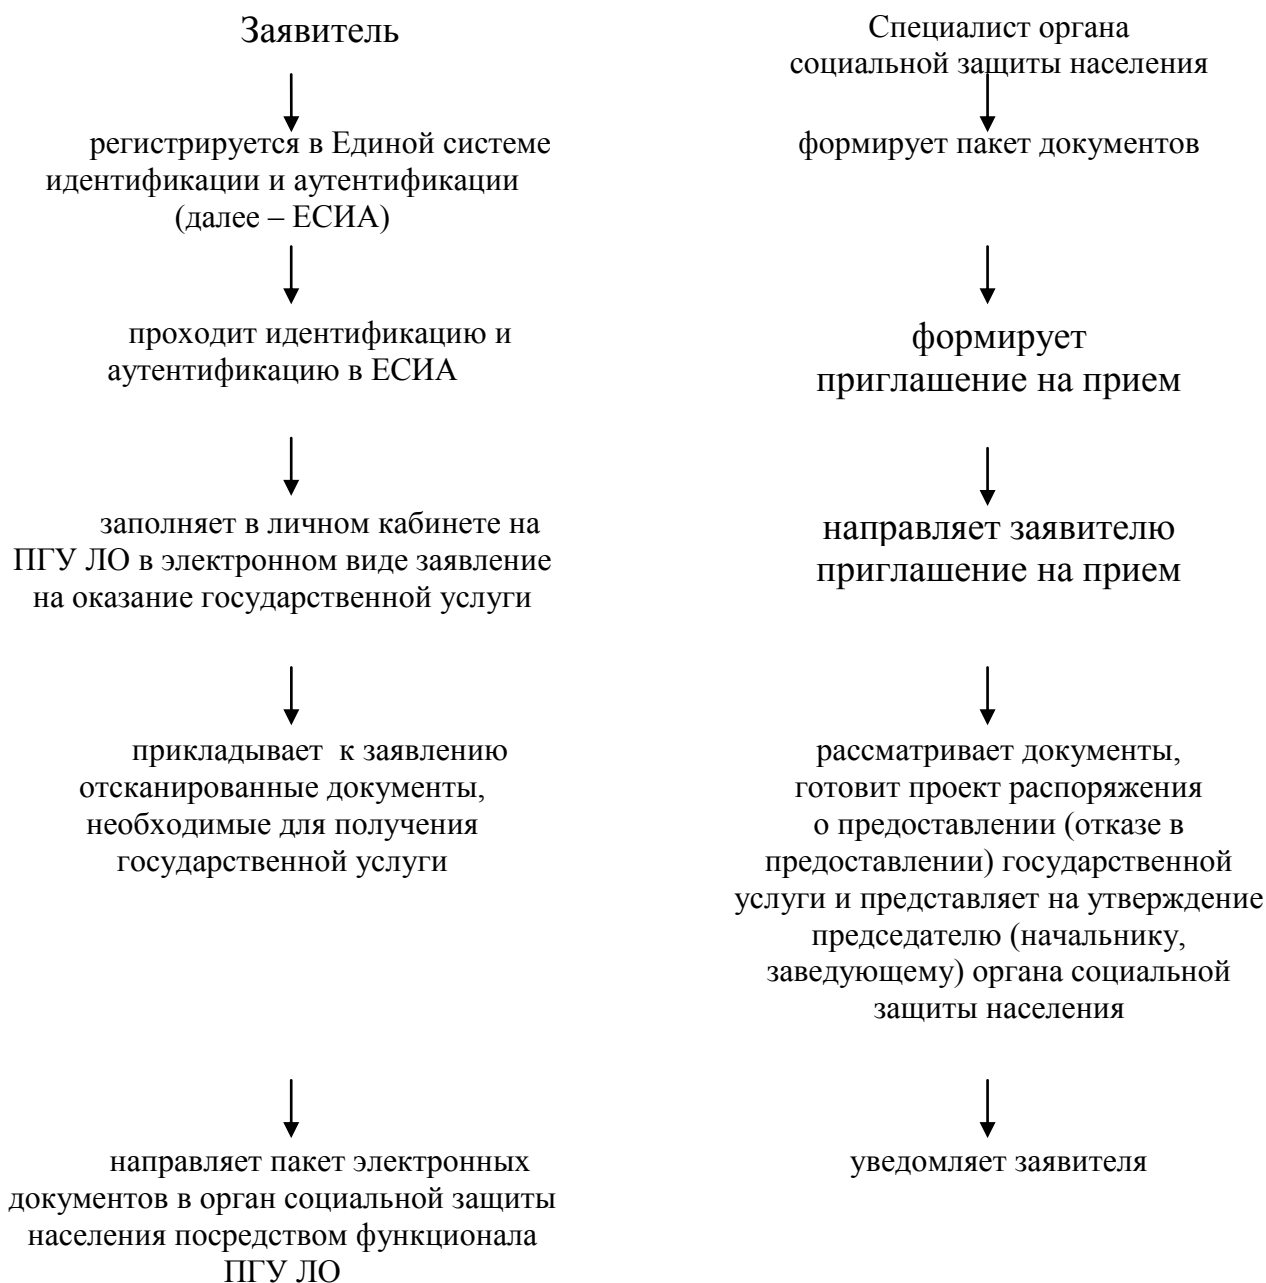 Заявитель
регистрируется в Единой системе
идентификации и аутентификации
(далее – ЕСИА)
проходит идентификацию и
аутентификацию в ЕСИА
заполняет в личном кабинете на
ПГУ ЛО в электронном виде заявление
на оказание государственной услуги
прикладывает к заявлению
отсканированные документы,
необходимые для получения
государственной услуги
направляет пакет электронных
документов в орган социальной защиты
населения посредством функционала
ПГУ ЛО
Специалист органа
социальной защиты населения
формирует пакет документов
формирует
приглашение на прием
направляет заявителю
приглашение на прием
рассматривает документы,
готовит проект распоряжения
о предоставлении (отказе в
предоставлении) государственной
услуги и представляет на утверждение
председателю (начальнику,
заведующему) органа социальной
защиты населения
уведомляет заявителя